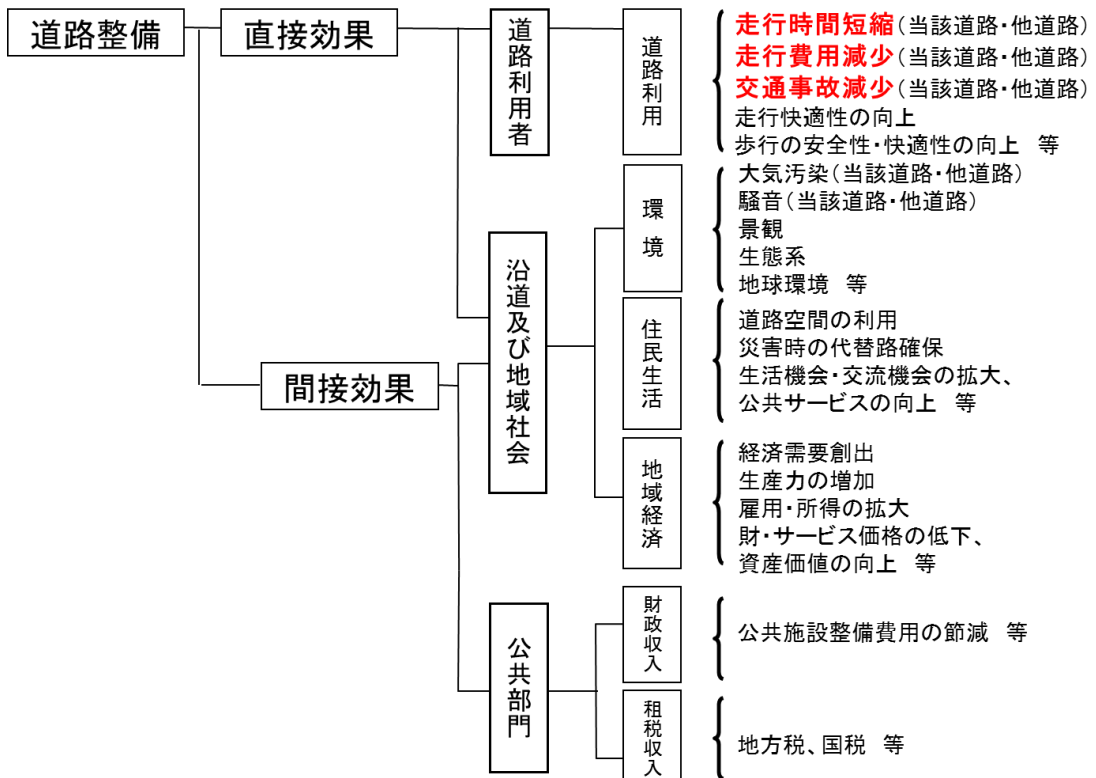 道路整備
直接効果
間接効果
道路利用者
道路利用
走行時間短縮(当該道路・他道路)
走行費用減少(当該道路・他道路)
交通事故減少(当該道路・他道路)
走行快適性の向上
歩行の安全性・快適性の向上　等
沿道及び地域社会
環境
大気汚染(当該道路・他道路)
騒音(当該道路・他道路)
景観
生態系
地球環境　等
住民生活
道路空間の利用
災害時の代替路確保
生活機会・交流機会の拡大、
公共サービスの向上　等
地域経済
経済需要創出
生産力の増加
雇用・所得の拡大
財・サービス価格の低下、
資産価値の向上　等
公共部門
財政収入
公共施設整備費用の節減　等
租税収入
地方税、国税　等